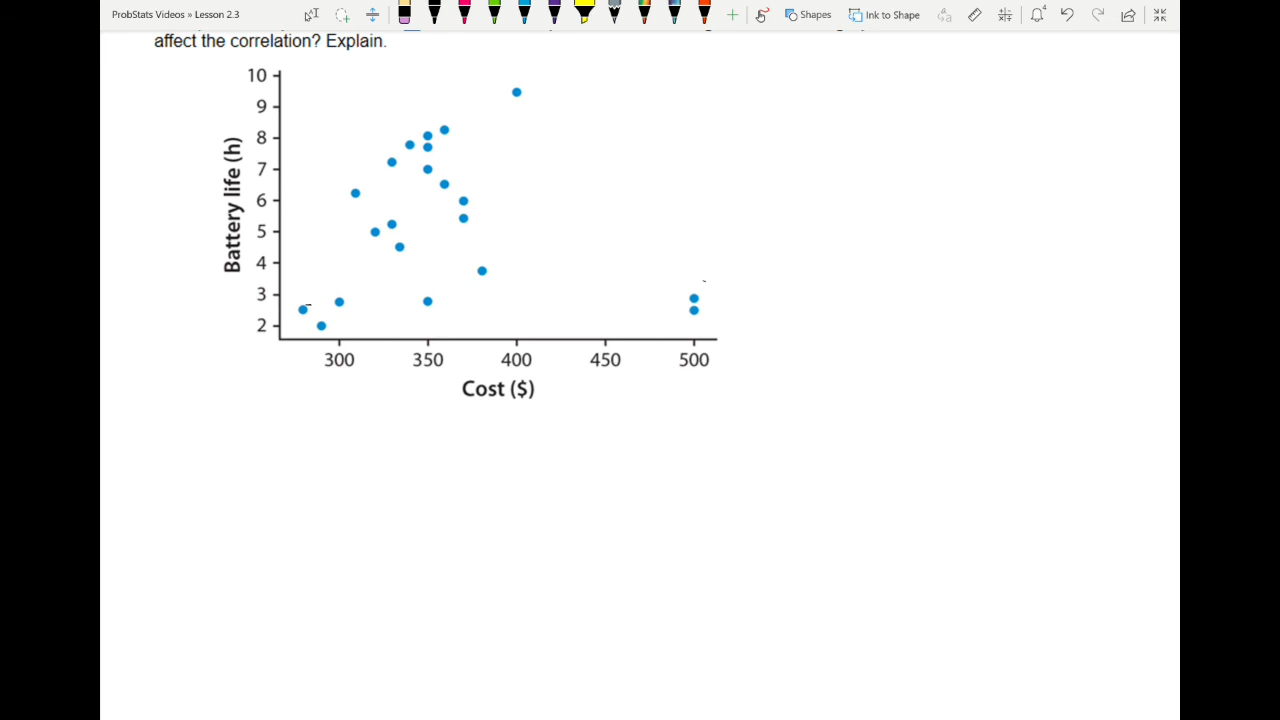 ProbStats Videos » Lesson 2.3
Shapes
Ink to Shape
4
affect the correlation? Explain.
10
9
8
7
6
5
4
3
2
Battery life (h)
300 350 400 450 500
Cost ($)